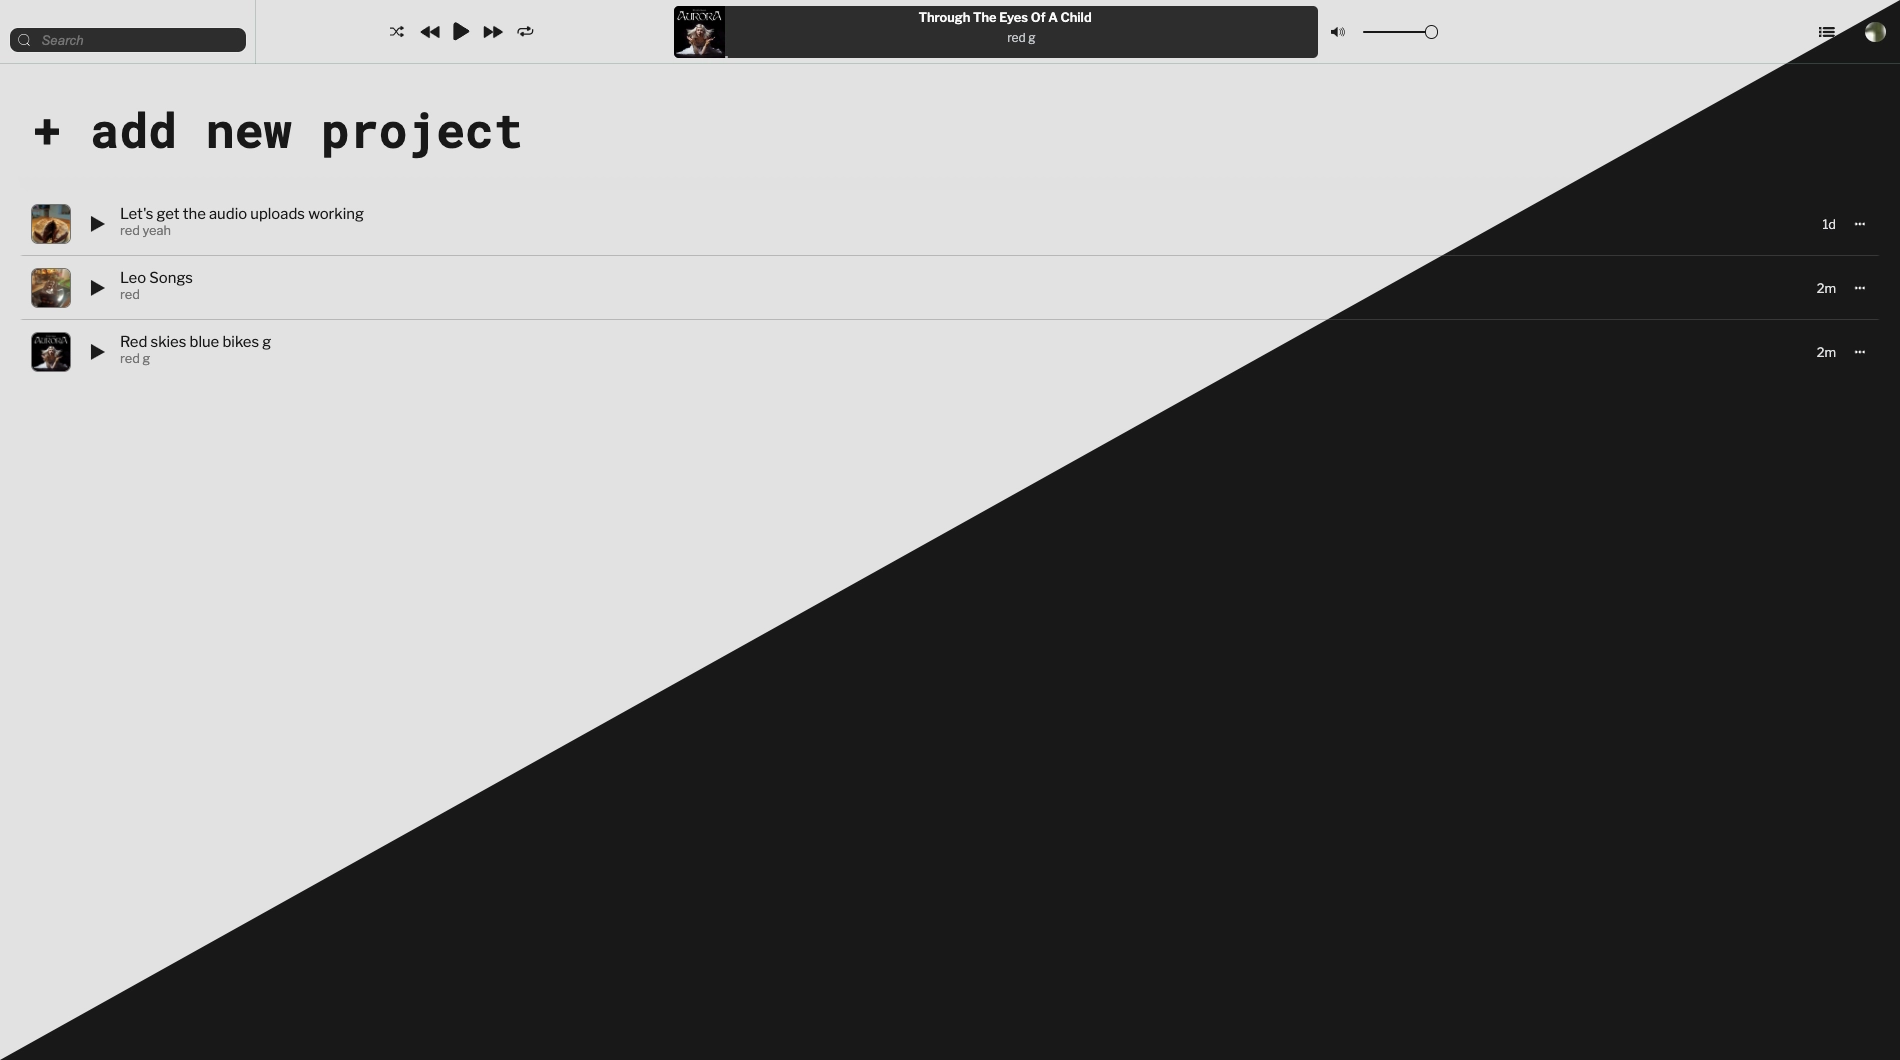 Search
AURORA
Through The Eyes Of A Child
red g
+ add new project
Let's get the audio uploads working
red yeah
1d
Leo Songs
red
2m
AURORA
Red skies blue bikes g
red g
2m